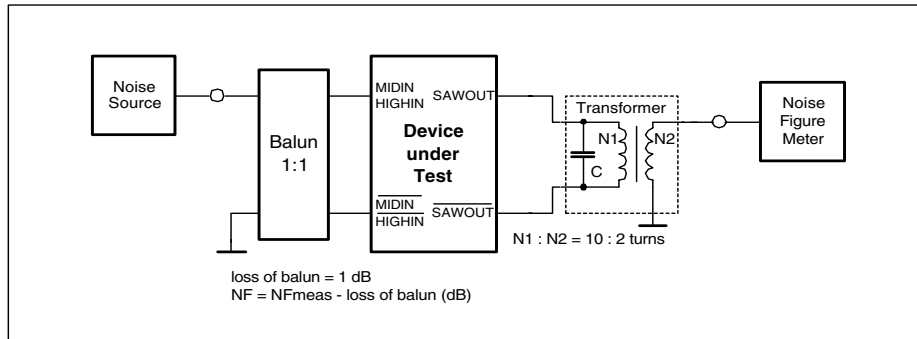 Noise
Source
Balun
1:1
MIDIN
HIGHIN
SAWOUT
Device
under
Test
MIDIN
HIGHIN
SAWOUT
Transformer
N1
N2
C
N1 : N2 = 10 : 2 turns
Noise
Figure
Meter
loss of balun = 1 dB
NF = NFmeas - loss of balun (dB)